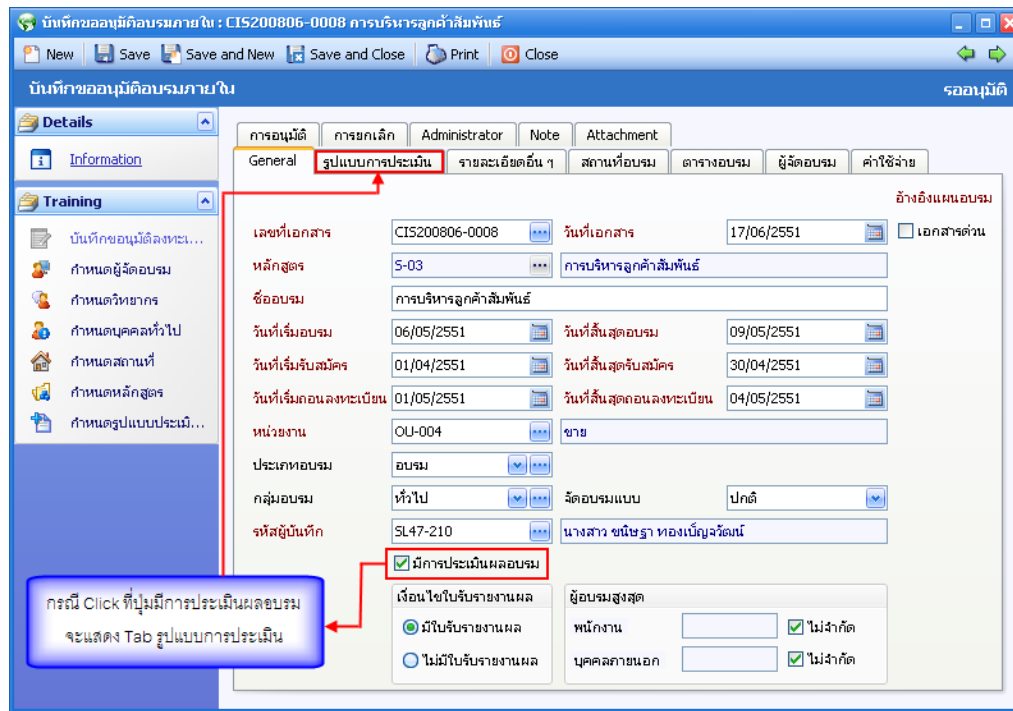 บันทึกขออนุมัติอบรมภายใน : CIS200806-0008 การบริหารลูกค้าสัมพันธ์
New Save Save and New Save and Close Print Close
บันทึกขออนุมัติอบรมภายใน รออนุมัติ
Details
Information
Training
บันทึกขอนุมัติลงทะเ...
กำหนดผู้จัดอบรม
กำหนดวิทยากร
กำหนดบุคคลทั่วไป
กำหนดสถานที่
กำหนดหลักสูตร
กำหนดรูปแบบประเมิ...
การอนุมัติ การยกเลิก Administrator Note Attachment
General รูปแบบการประเมิน รายละเอียดอื่น ๆ สถานที่อบรม ตารางอบรม ผู้จัดอบรม ค่าใช้จ่าย
อ้างอิงแผนอบรม
เลขที่เอกสาร CIS200806-0008 วันที่เอกสาร 17/06/2551 เอกสารด่วน
หลักสูตร S-03 การบริหารลูกค้าสัมพันธ์
ชื่ออบรม การบริหารลูกค้าสัมพันธ์
วันที่เริ่มอบรม 06/05/2551 วันที่สิ้นสุดอบรม 09/05/2551
วันที่เริ่มรับสมัคร 01/04/2551 วันที่สิ้นสุดรับสมัคร 30/04/2551
วันที่เริ่มถอนลงทะเบียน 01/05/2551 วันที่สิ้นสุดถอนลงทะเบียน 04/05/2551
หน่วยงาน OU-004 ขาย
ประเภทอบรม อบรม
กลุ่มอบรม ทั่วไป จัดอบรมแบบ ปกติ
รหัสผู้บันทึก SL47-210 นางสาว ขนิษฐา ทองเบ็ญจวัฒน์
มีการประเมินผลอบรม
เงื่อนไขใบรับรายงานผล ผู้อบรมสูงสุด
มีใบรับรายงานผล พนักงาน ไม่จำกัด
ไม่มีใบรับรายงานผล บุคคลภายนอก ไม่จำกัด
กรณี Click ที่ปุ่มมีการประเมินผลอบรม
จะแสดง Tab รูปแบบการประเมิน